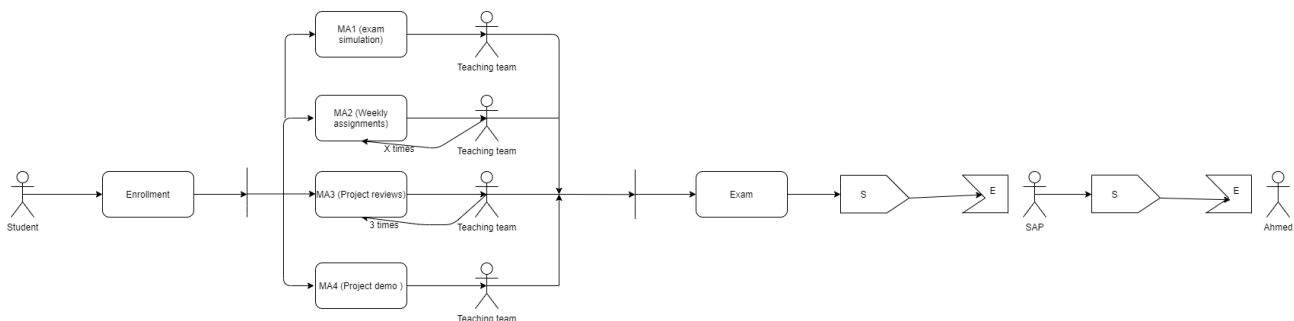 MA1 (exam
simulation)
Teaching team
MA2 (Weekly
assignments)
X times
Teaching team
Student
Enrollment
MA3 (Project reviews)
3 times
Teaching team
Exam
S
E
SAP
S
E
Ahmed
MA4 (Project demo )
Teaching team